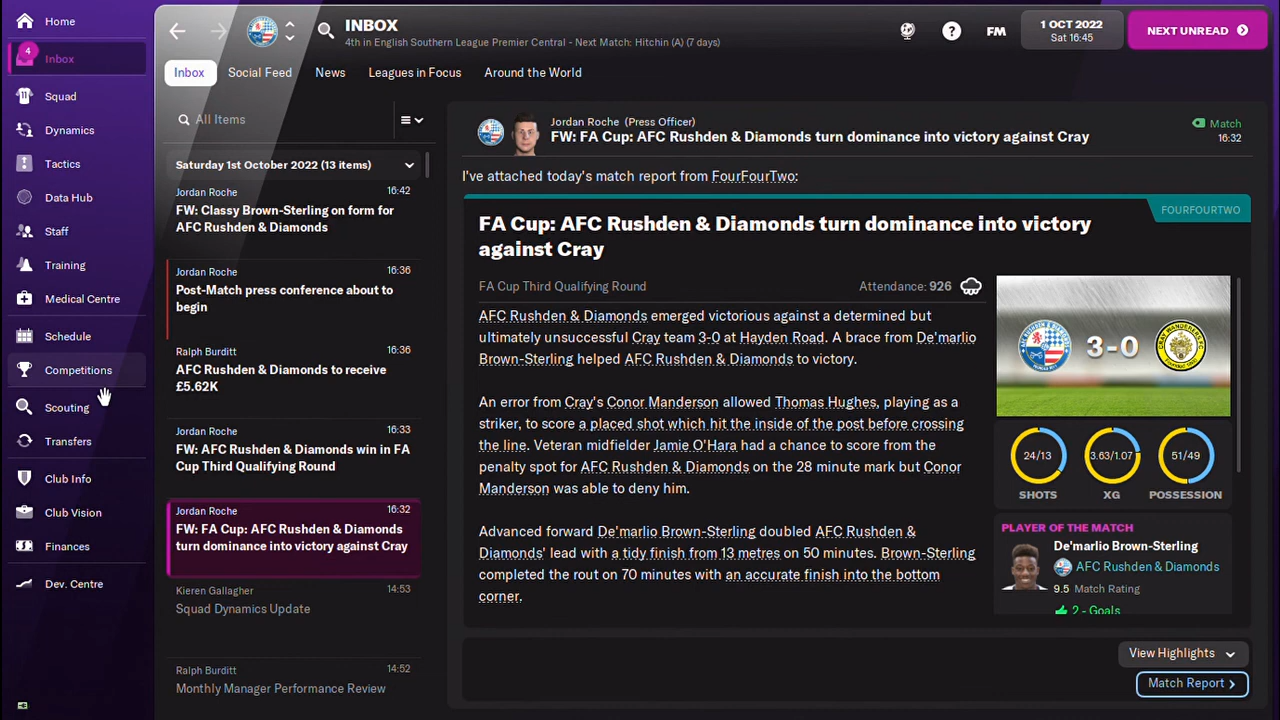 Home
4
Inbox
Squad
Dynamics
Tactics
Data Hub
Staff
Training
Medical Centre
Schedule
Competitions
Scouting
Transfers
Club Info
Club Vision
Finances
Dev. Centre
INBOX
4th in English Southern League Premier Central - Next Match: Hitchin (A) (7 days)
?
FM
1 OCT 2022
Sat 16:45
NEXT UNREAD
Inbox
Social Feed
News
Leagues in Focus
Around the World
All Items
Saturday 1st October 2022 (13 items)
Jordan Roche 16:42
FW: Classy Brown-Sterling on form for
AFC Rushden & Diamonds
Jordan Roche 16:36
Post-Match press conference about to
begin
Ralph Burditt 16:36
AFC Rushden & Diamonds to receive
£5.62K
Jordan Roche 16:33
FW: AFC Rushden & Diamonds win in FA
Cup Third Qualifying Round
Jordan Roche 16:32
FW: FA Cup: AFC Rushden & Diamonds
turn dominance into victory against Cray
Kieren Gallagher 14:53
Squad Dynamics Update
Ralph Burditt 14:52
Monthly Manager Performance Review
Jordan Roche (Press Officer)
FW: FA Cup: AFC Rushden & Diamonds turn dominance into victory against Cray
Match
16:32
I've attached today's match report from FourFourTwo:
FOURFOURTWO
FA Cup: AFC Rushden & Diamonds turn dominance into victory
against Cray
FA Cup Third Qualifying Round
Attendance: 926
AFC Rushden & Diamonds emerged victorious against a determined but
ultimately unsuccessful Cray team 3-0 at Hayden Road. A brace from De'marlio
Brown-Sterling helped AFC Rushden & Diamonds to victory.
An error from Cray's Conor Manderson allowed Thomas Hughes, playing as a
striker, to score a placed shot which hit the inside of the post before crossing
the line. Veteran midfielder Jamie O'Hara had a chance to score from the
penalty spot for AFC Rushden & Diamonds on the 28 minute mark but Conor
Manderson was able to deny him.
Advanced forward De'marlio Brown-Sterling doubled AFC Rushden &
Diamonds' lead with a tidy finish from 13 metres on 50 minutes. Brown-Sterling
completed the rout on 70 minutes with an accurate finish into the bottom
corner.
3-0
24/13
3.63/1.07
51/49
SHOTS
XG
POSSESSION
PLAYER OF THE MATCH
De'marlio Brown-Sterling
AFC Rushden & Diamonds
9.5 Match Rating
2 - Goals
View Highlights
Match Report